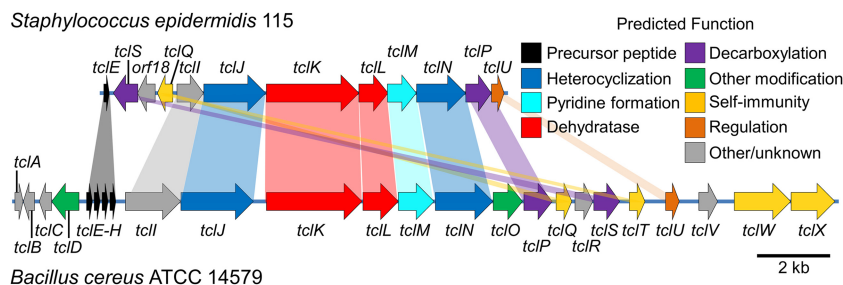 Staphylococcus epidermidis 115
Predicted Function
Precursor peptide
Heterocyclization
Pyridine formation
Dehydratase
Decarboxylation
Other modification
Self-immunity
Regulation
Other/unknown
tclS tclQ tclM tclP
tclE orf18 tclI tclJ tclK tclL tclN tclU
tclA
tclC tclE-H tclI tclJ tclK tclL tclM tclN tclO tclQ tclS tclT tclU tclV tclW tclX
tclB tclD tclP tclR
2 kb
Bacillus cereus ATCC 14579